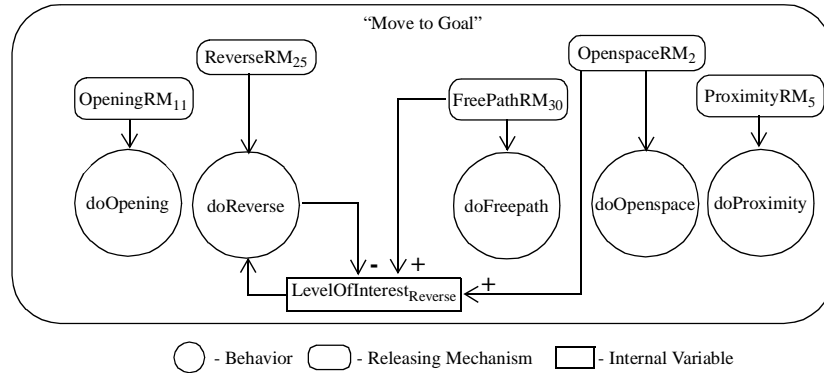 “Move to Goal”
ReverseRM25
OpenspaceRM2
OpeningRM11
FreePathRM30
ProximityRM5
doOpening
doReverse
doFreepath
doOpenspace
doProximity
- +
LevelOfInterestReverse
+
- Behavior
- Releasing Mechanism
- Internal Variable